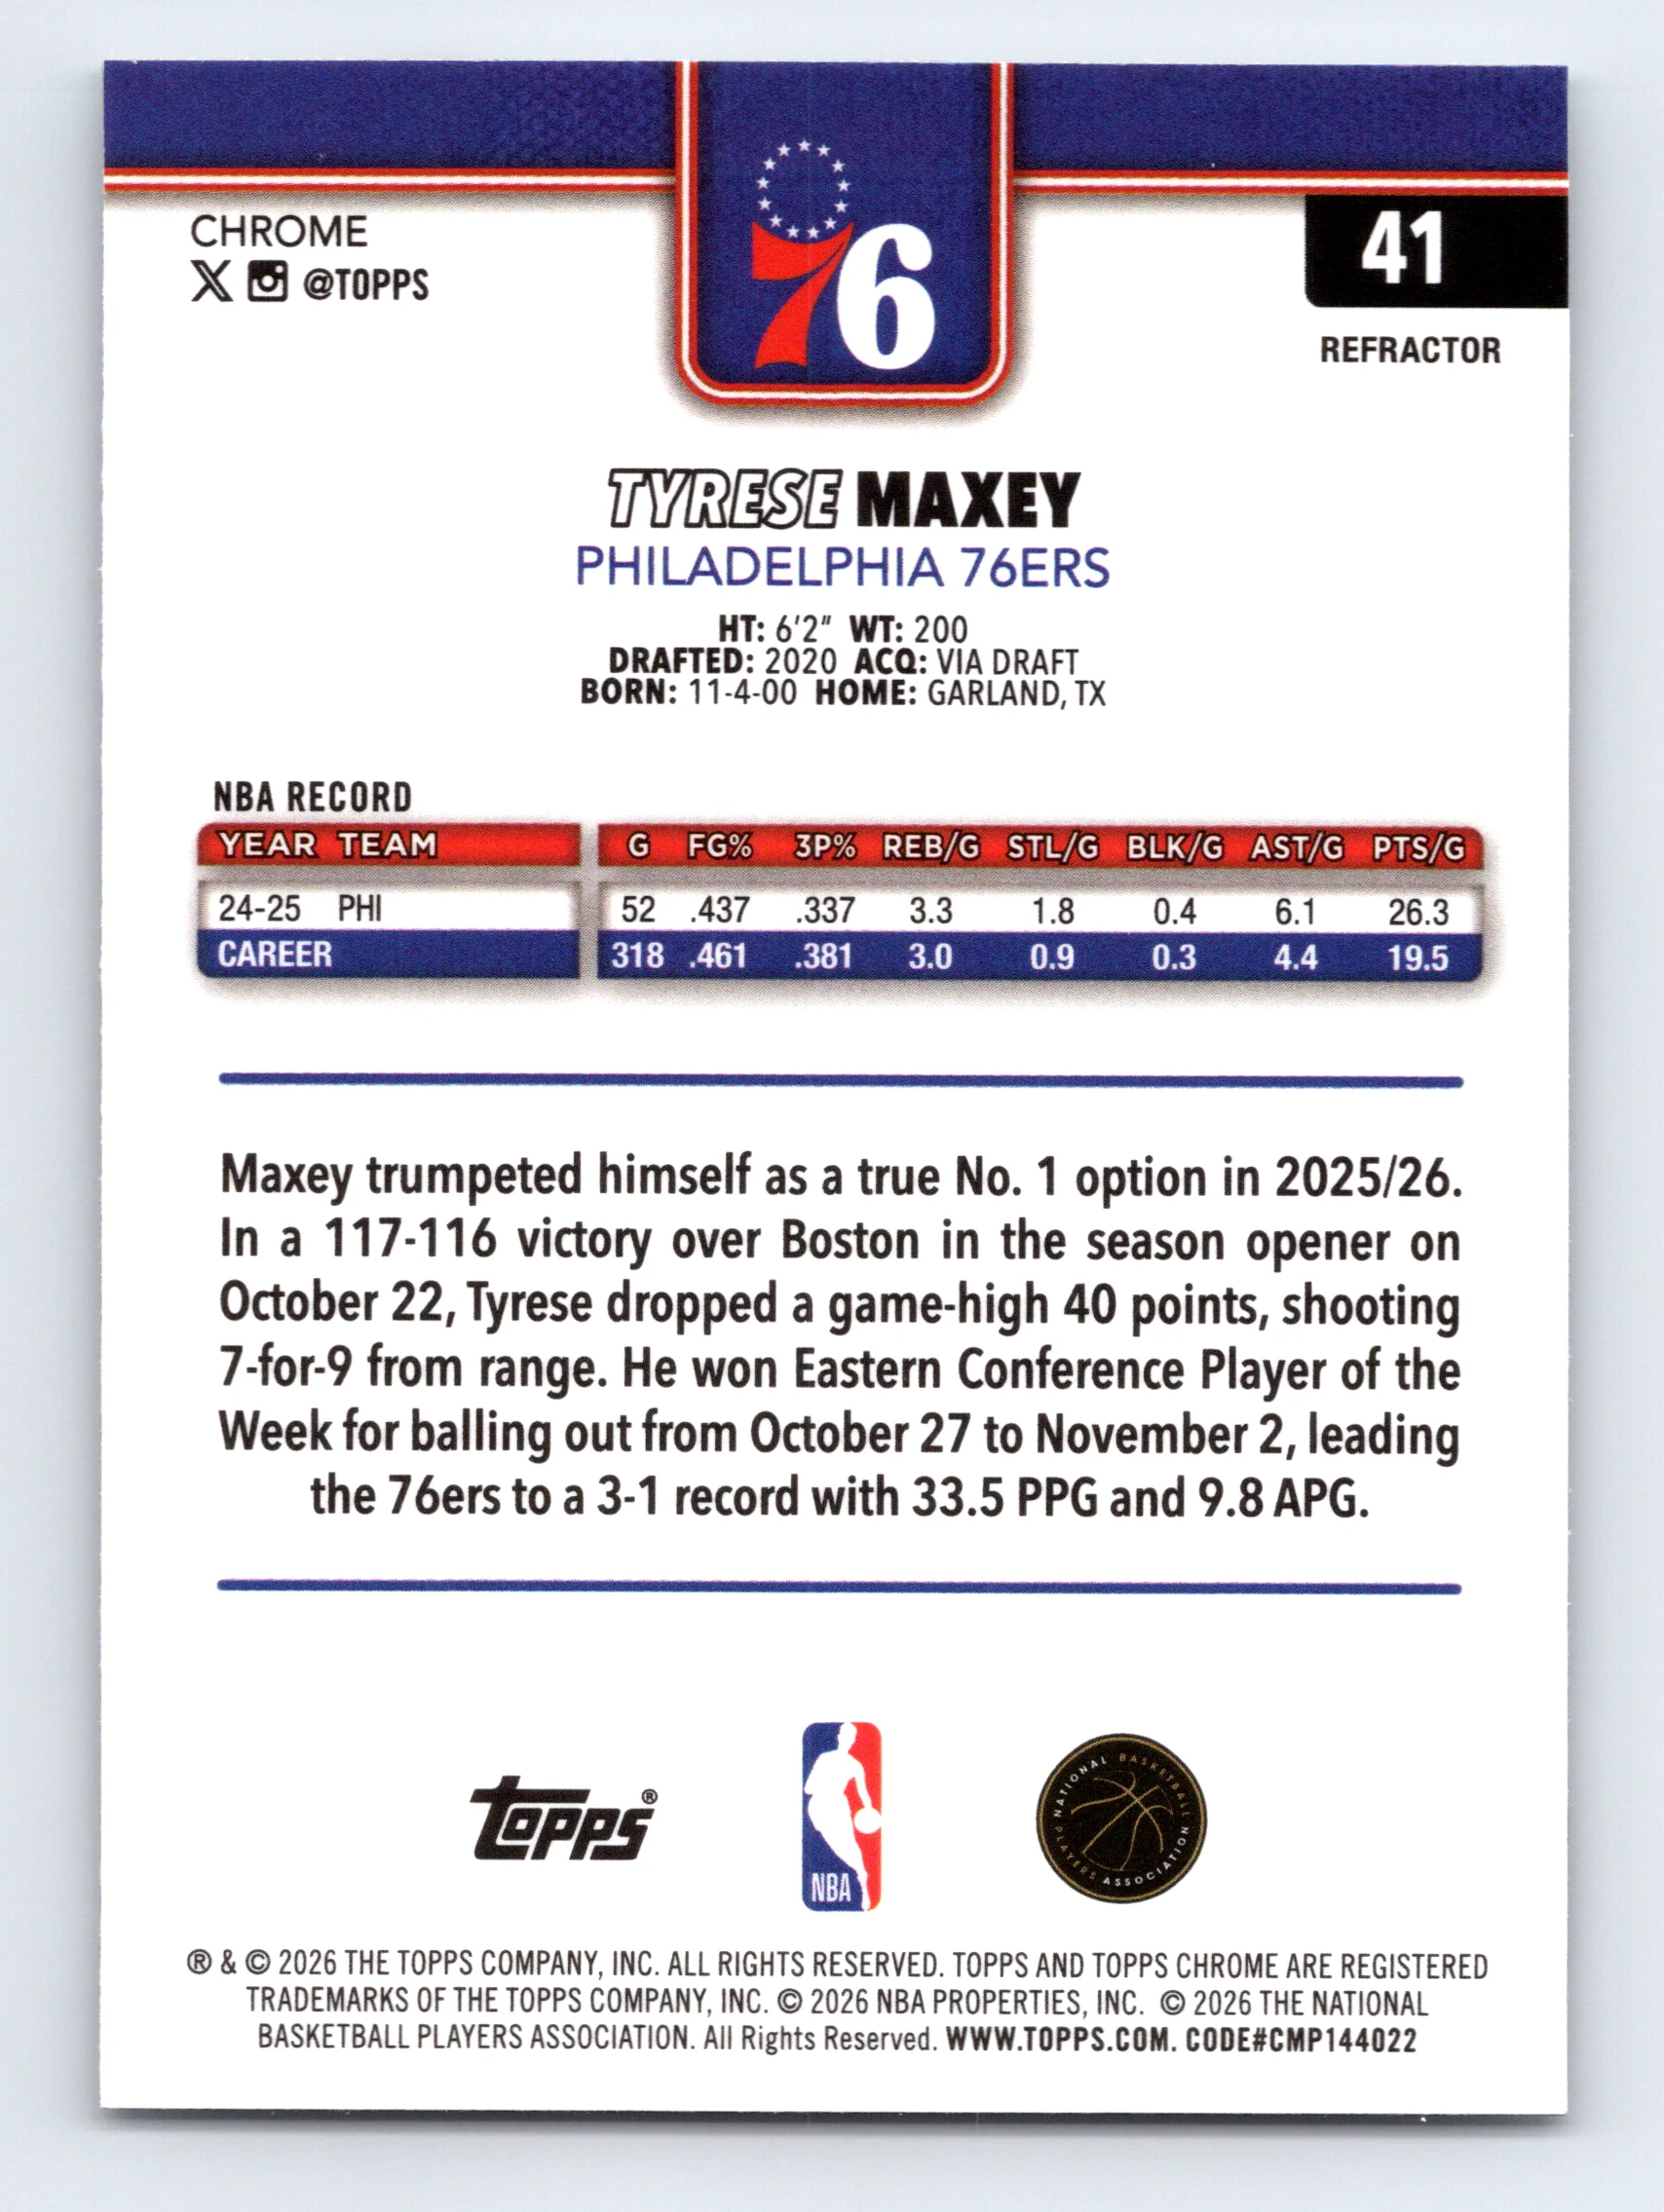 76
CHROME
X @TOPPS
41
REFRACTOR
TYRESE MAXEY
PHILADELPHIA 76ERS
HT: 6'2" WT: 200
DRAFTED: 2020 ACQ: VIA DRAFT
BORN: 11-4-00 HOME: GARLAND, TX
NBA RECORD
YEAR TEAM G FG% 3P% REB/G STL/G BLK/G AST/G PTS/G
24-25 PHI 52 .437 .337 3.3 1.8 0.4 6.1 26.3
CAREER 318 .461 .381 3.0 0.9 0.3 4.4 19.5
Maxey trumpeted himself as a true No. 1 option in 2025/26.
In a 117-116 victory over Boston in the season opener on
October 22, Tyrese dropped a game-high 40 points, shooting
7-for-9 from range. He won Eastern Conference Player of the
Week for balling out from October 27 to November 2, leading
the 76ers to a 3-1 record with 33.5 PPG and 9.8 APG.
Topps®
NBA
NATIONAL BASKETBALL PLAYERS ASSOCIATION
® & © 2026 THE TOPPS COMPANY, INC. ALL RIGHTS RESERVED. TOPPS AND TOPPS CHROME ARE REGISTERED
TRADEMARKS OF THE TOPPS COMPANY, INC. © 2026 NBA PROPERTIES, INC. © 2026 THE NATIONAL
BASKETBALL PLAYERS ASSOCIATION. All Rights Reserved. WWW.TOPPS.COM. CODE#CMP144022